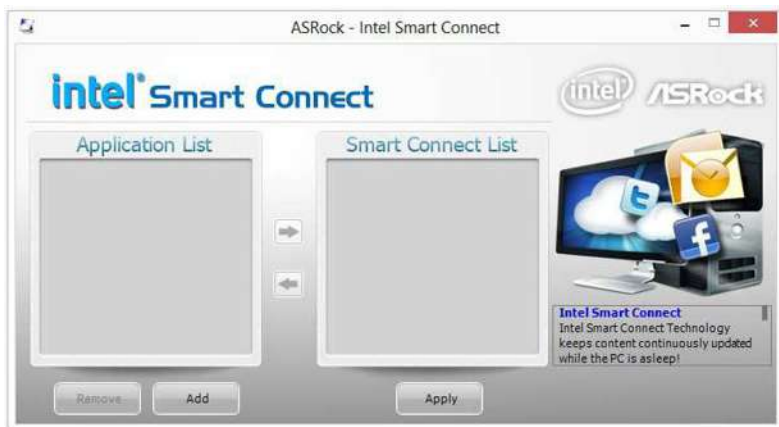 ASRock - Intel Smart Connect
intel® Smart Connect
intel® ASRock
Application List
Smart Connect List
Intel Smart Connect
Intel Smart Connect Technology
keeps content continuously updated
while the PC is asleep!
Remove
Add
Apply